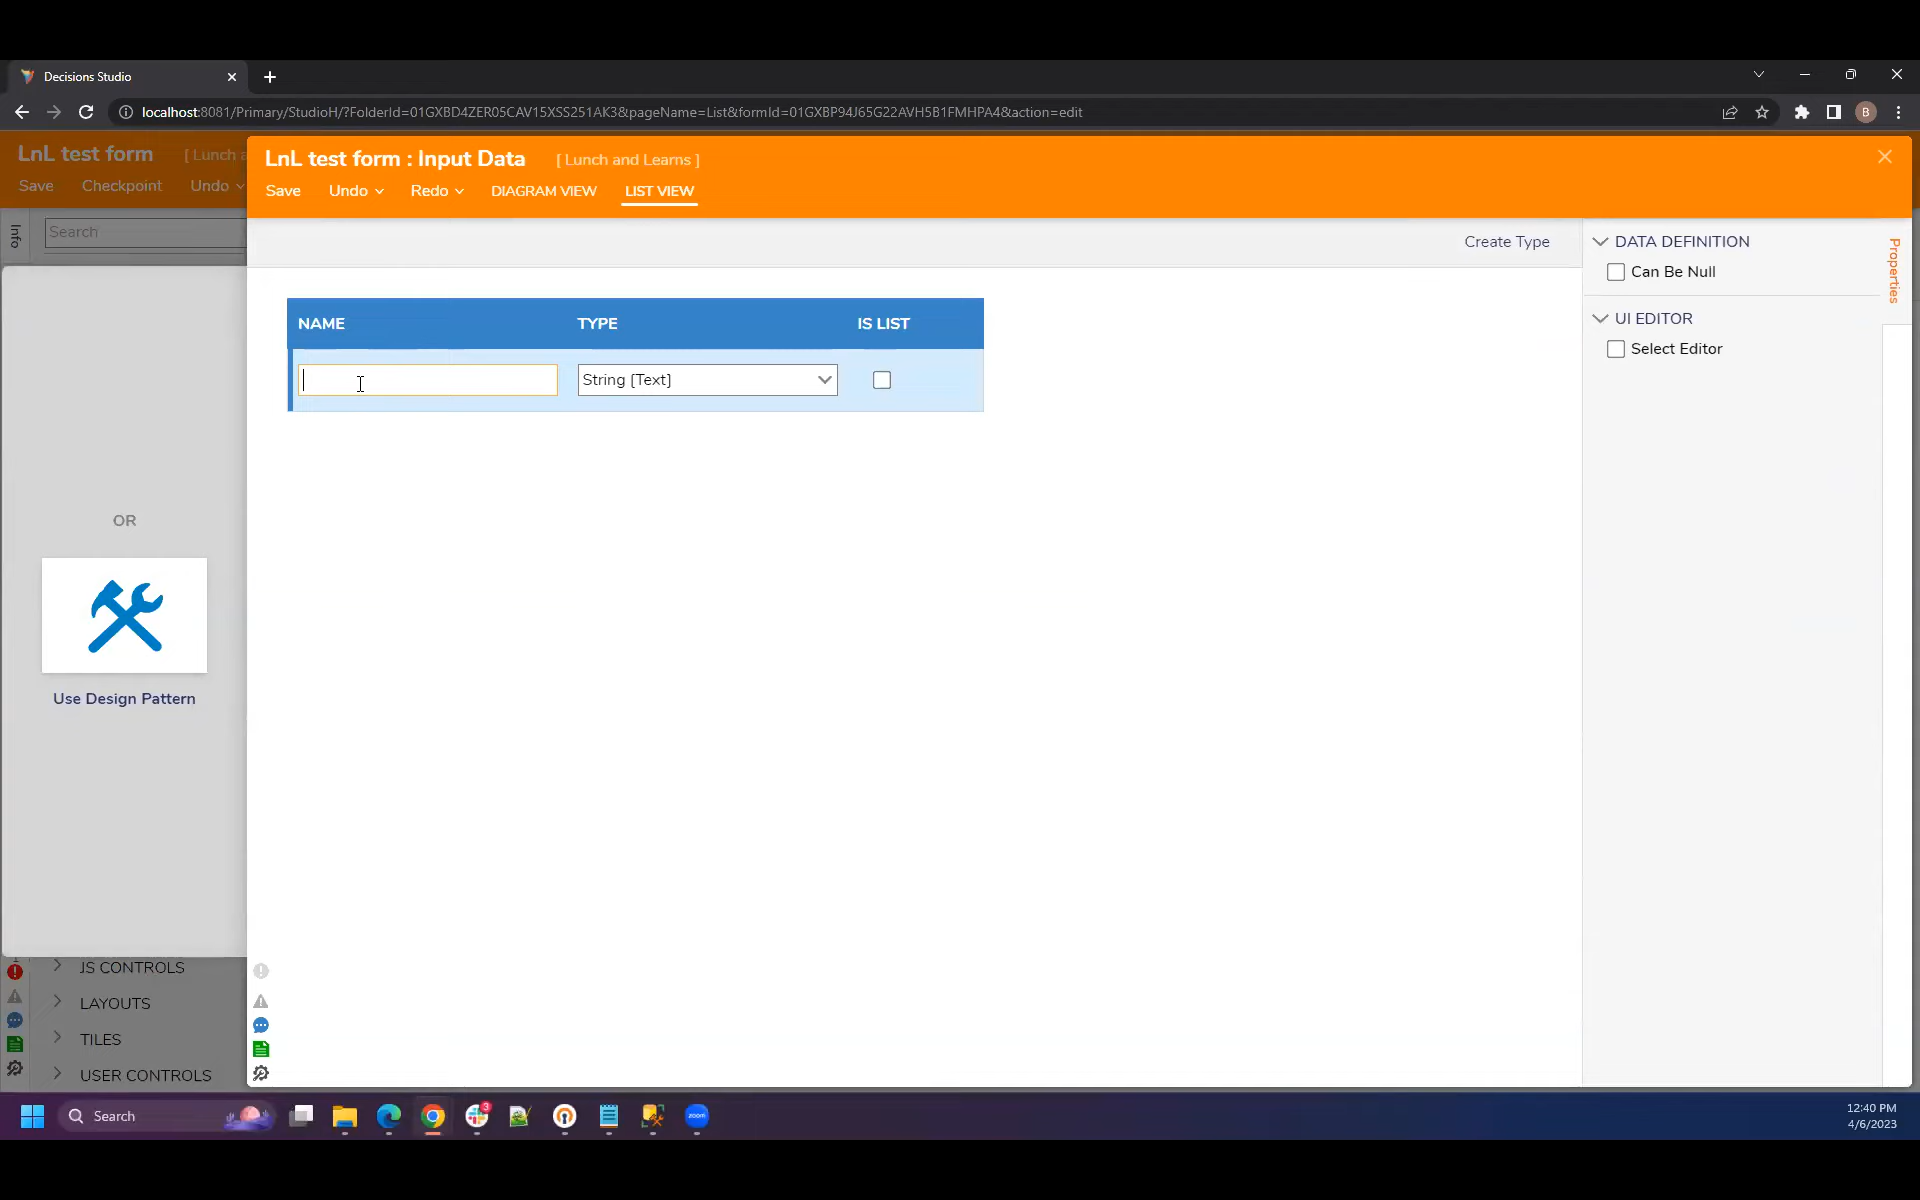 Decisions Studio
localhost:8081/Primary/StudioH/?FolderId=01GXBD4ZER05CAV15XSS251AK3&pageName=List&formId=01GXBP94J65G22AVH5B1FMHPA4&action=edit
B
LnL test form
[ Lunch a
Save
Checkpoint
Undo
LnL test form : Input Data
[ Lunch and Learns ]
Save
Undo
Redo
DIAGRAM VIEW
LIST VIEW
Info
Search
Create Type
DATA DEFINITION
Can Be Null
UI EDITOR
Select Editor
Properties
NAME
TYPE
IS LIST
String [Text]
OR
Use Design Pattern
JS CONTROLS
LAYOUTS
TILES
USER CONTROLS
Search
3
zoom
12:40 PM
4/6/2023